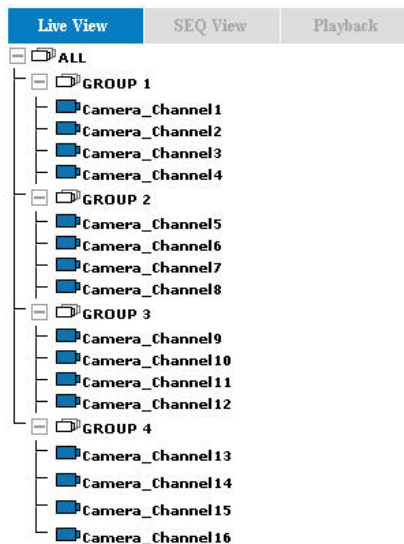 Live View SEQ View Playback
ALL
GROUP 1
Camera_Channel1
Camera_Channel2
Camera_Channel3
Camera_Channel4
GROUP 2
Camera_Channel5
Camera_Channel6
Camera_Channel7
Camera_Channel8
GROUP 3
Camera_Channel9
Camera_Channel10
Camera_Channel11
Camera_Channel12
GROUP 4
Camera_Channel13
Camera_Channel14
Camera_Channel15
Camera_Channel16